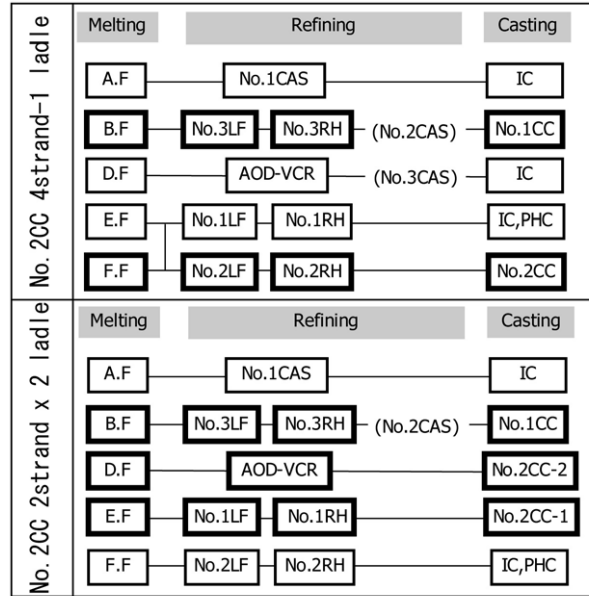 No. 2CC 4strand-1 ladle
Melting Refining Casting
A.F No.1CAS IC
B.F No.3LF No.3RH (No.2CAS) No.1CC
D.F AOD-VCR (No.3CAS) IC
E.F No.1LF No.1RH IC,PHC
F.F No.2LF No.2RH No.2CC
No. 2CC 2strand x 2 ladle
Melting Refining Casting
A.F No.1CAS IC
B.F No.3LF No.3RH (No.2CAS) No.1CC
D.F AOD-VCR No.2CC-2
E.F No.1LF No.1RH No.2CC-1
F.F No.2LF No.2RH IC,PHC